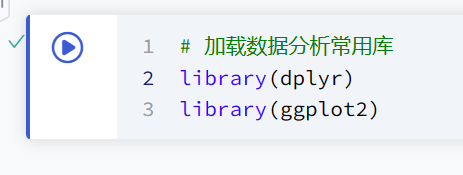 1 # 加载数据分析常用库
2 library(dplyr)
3 library(ggplot2)